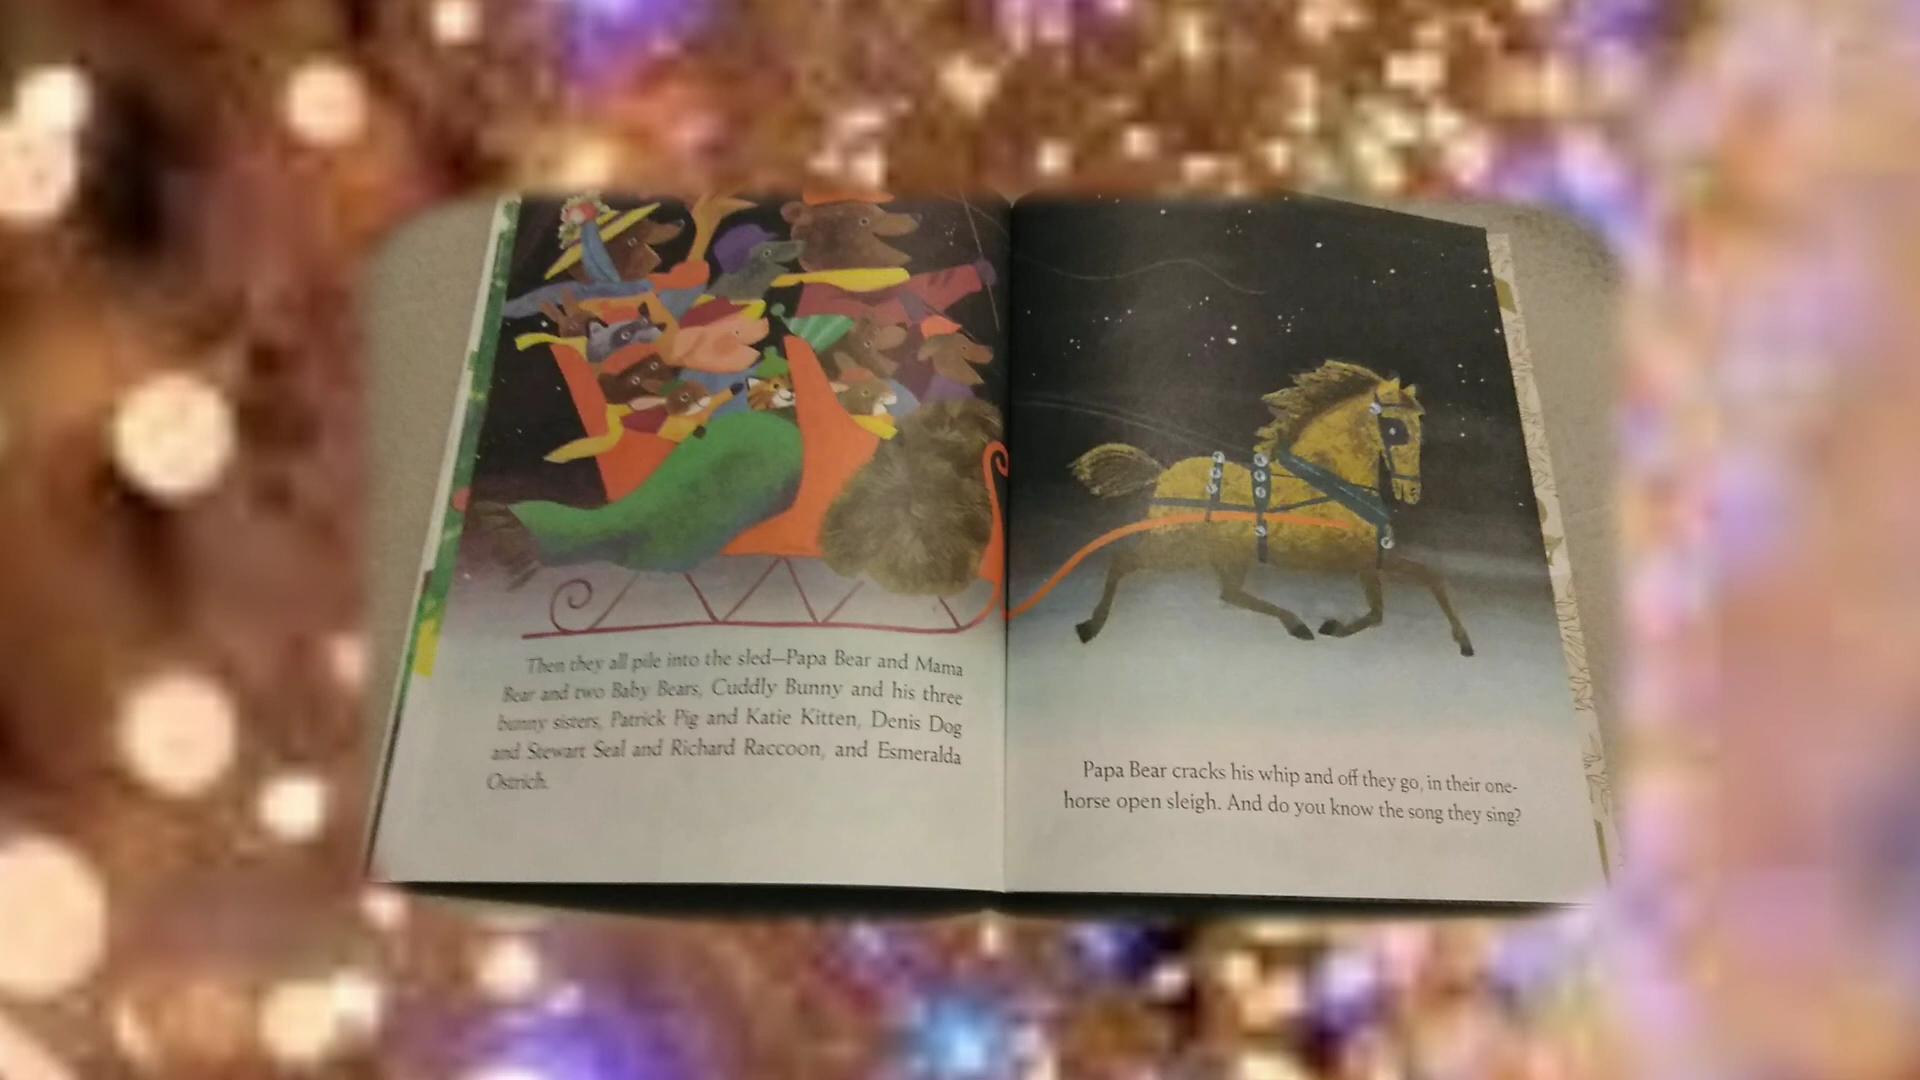 Then they all pile into the sled—Papa Bear and Mama
Bear and two Baby Bears, Cuddly Bunny and his three
bunny sisters, Patrick Pig and Katie Kitten, Denis Dog
and Stewart Seal and Richard Raccoon, and Esmeralda
Ostrich.
Papa Bear cracks his whip and off they go, in their one-
horse open sleigh. And do you know the song they sing?